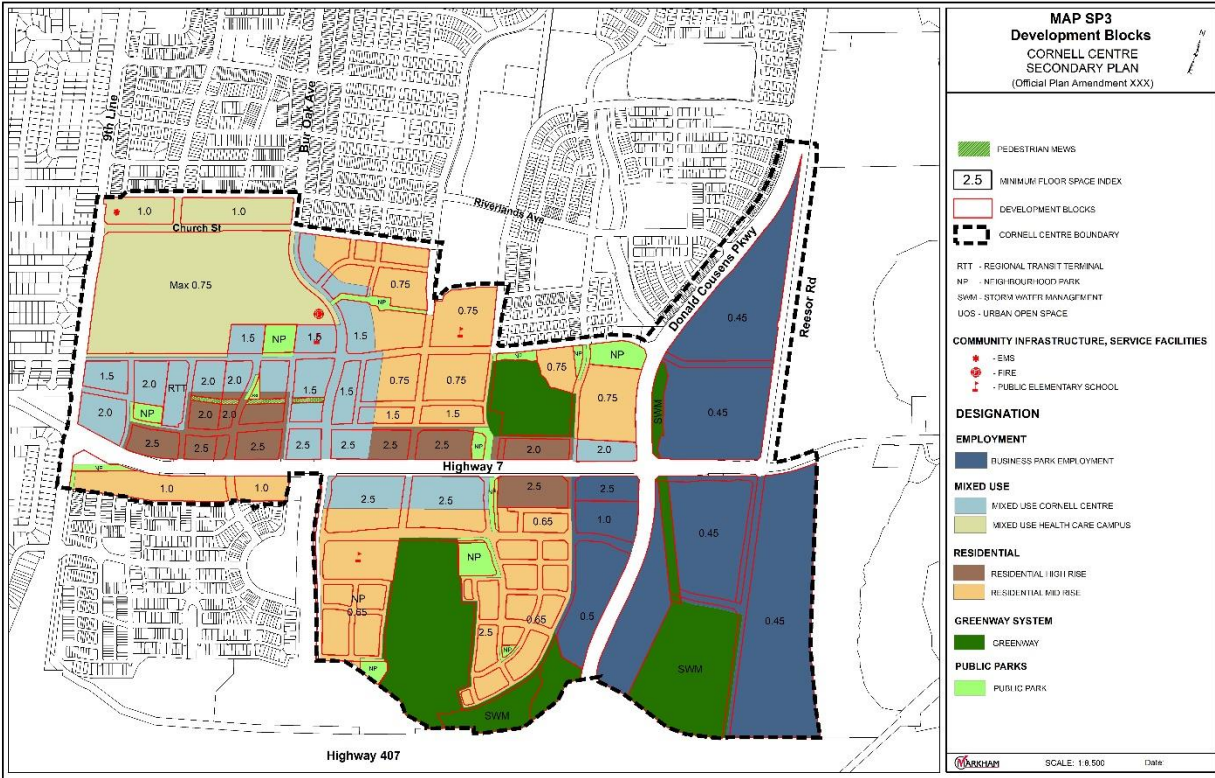 MAP SP3
Development Blocks
CORNELL CENTRE
SECONDARY PLAN
(Official Plan Amendment XXX)
N
PEDESTRIAN MEWS
2.5 MINIMUM FLOOR SPACE INDEX
DEVELOPMENT BLOCKS
CORNELL CENTRE BOUNDARY
RTT - REGIONAL TRANSIT TERMINAL
NP - NEIGHBOURHOOD PARK
SWM - STORM WATER MANAGEMENT
UOS - URBAN OPEN SPACE
COMMUNITY INFRASTRUCTURE, SERVICE FACILITIES
- EMS
- FIRE
- PUBLIC ELEMENTARY SCHOOL
DESIGNATION
EMPLOYMENT
BUSINESS PARK EMPLOYMENT
MIXED USE
MIXED USE CORNELL CENTRE
MIXED USE HEALTH CARE CAMPUS
RESIDENTIAL
RESIDENTIAL HIGH RISE
RESIDENTIAL MID RISE
GREENWAY SYSTEM
GREENWAY
PUBLIC PARKS
PUBLIC PARK
MARKHAM SCALE: 1:8,500 Date:
9th Line
Bur Oak Ave
Riverlands Ave
Donald Cousens Pkwy
Reesor Rd
1.0 1.0
Church St
Max 0.75
0.75
NP
0.75
0.45
1.5 NP 1.5 1.5
NP NP NP
0.75
1.5 2.0 RTT 2.0 2.0 1.5 1.5 0.75 0.75
0.75
0.45
SWM
2.0 NP 2.0 2.0 1.5 1.5
2.5 2.5 2.5 2.5 2.5 2.5 2.5 NP 2.0 2.0
Highway 7
NP
1.0 1.0
2.5 2.5 NP 2.5 2.5
0.65 1.0
0.45
NP
NP
0.65
2.5 0.65 0.5 0.45
NP NP
SWM SWM
Highway 407